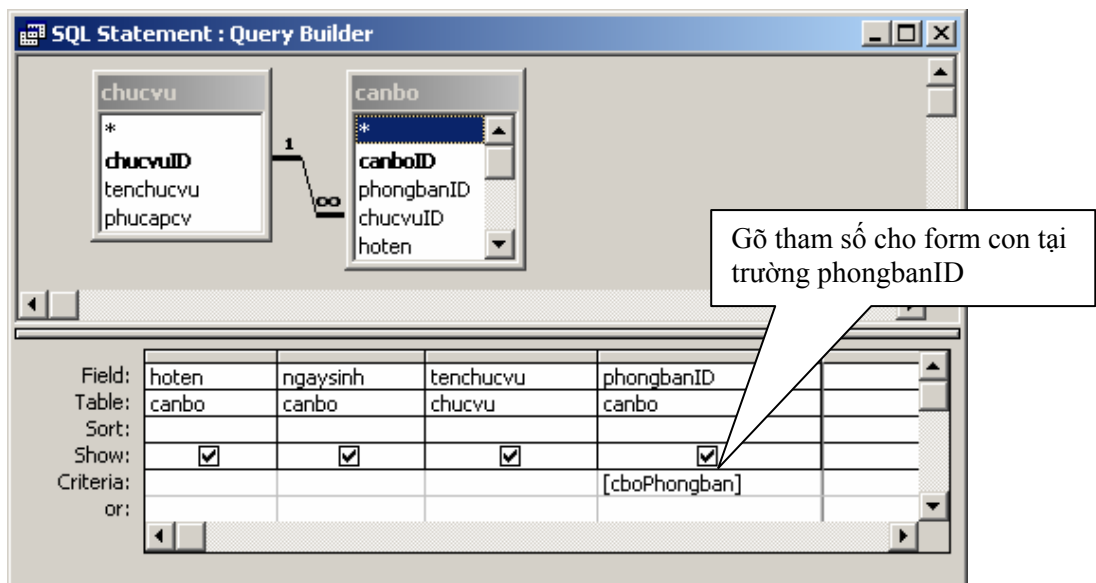 SQL Statement : Query Builder
chucvu
*
chucvuID
tenchucvu
phucapcv
1
∞
canbo
*
canboID
phongbanID
chucvuID
hoten
Gõ tham số cho form con tại
trường phongbanID
Field: hoten ngaysinh tenchucvu phongbanID
Table: canbo canbo chucvu canbo
Sort:
Show:
Criteria: [cboPhongban]
or: